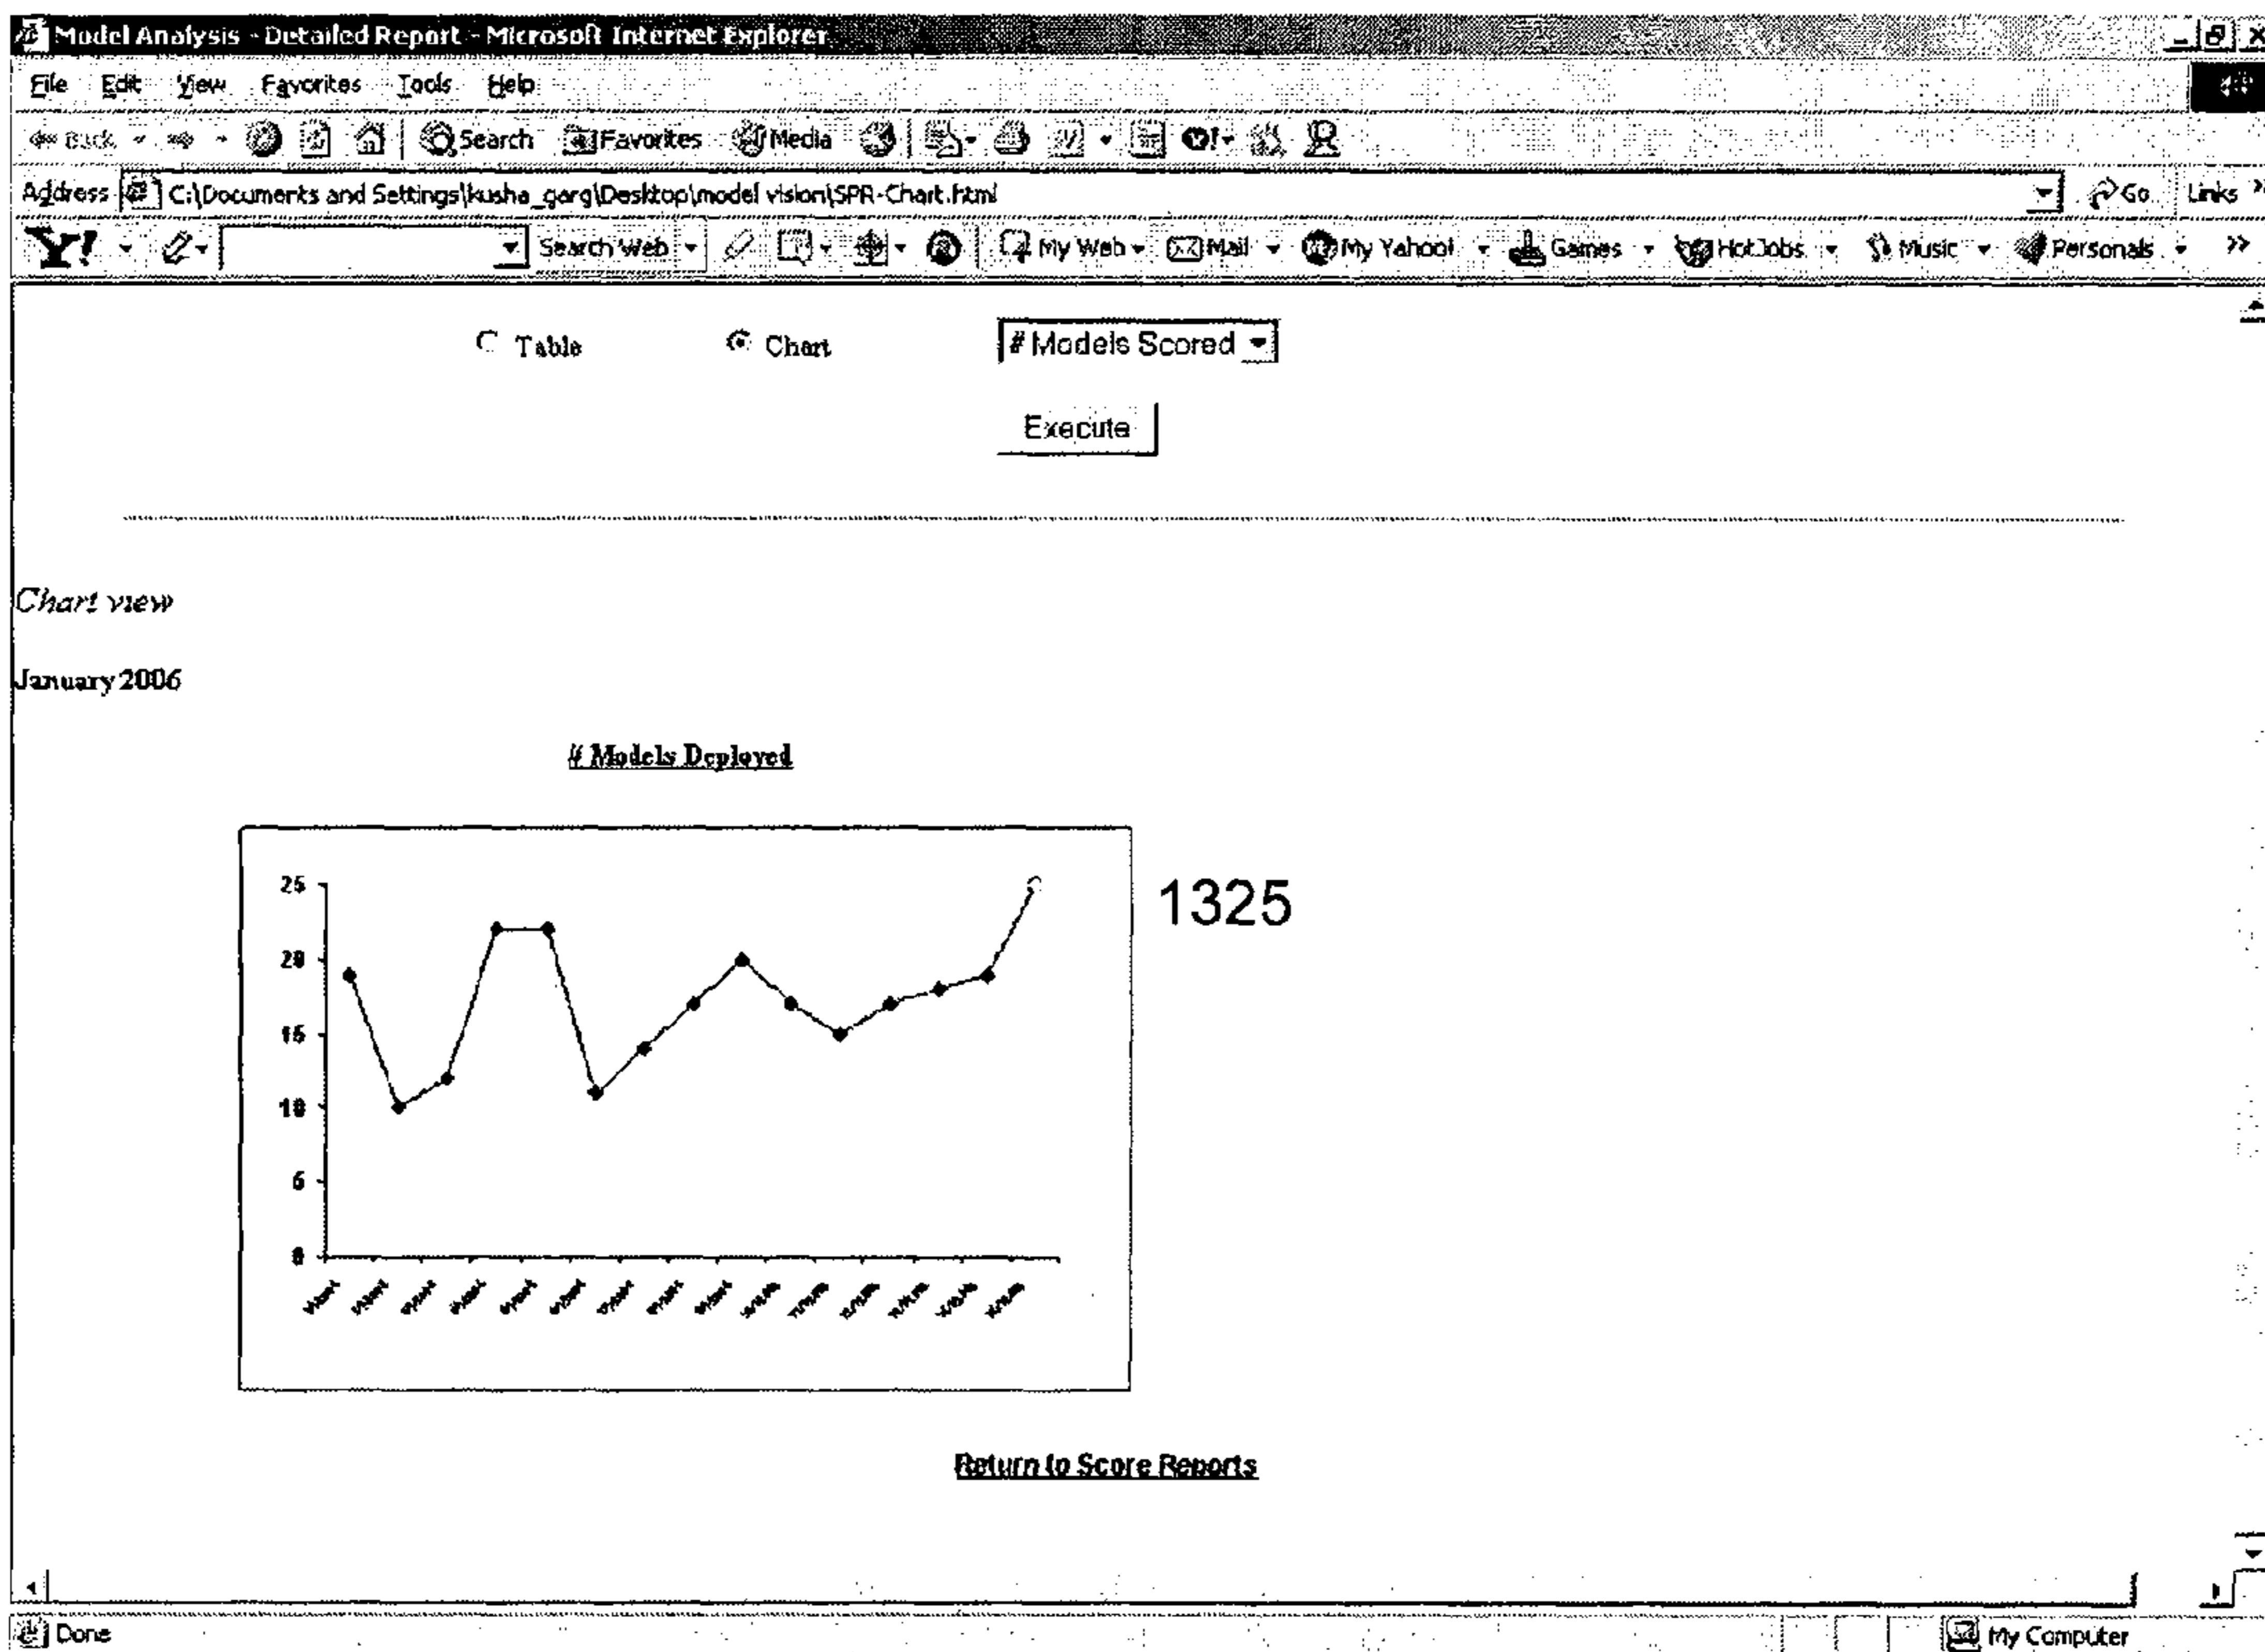 Model Analysis - Detailed Report - Microsoft Internet Explorer
File Edit View Favorites Tools Help
Back Search Favorites Media
Address C:\Documents and Settings\kusha_garg\Desktop\model vision\SPR-Chart.html Go Links »
Y! Search Web My Web Mail My Yahoo! Games HotJobs Music Personals »
Table Chart # Models Scored
Execute
Chart view
January 2006
# Models Deployed
25
1325
20
15
10
5
0
Return to Score Reports
Done My Computer